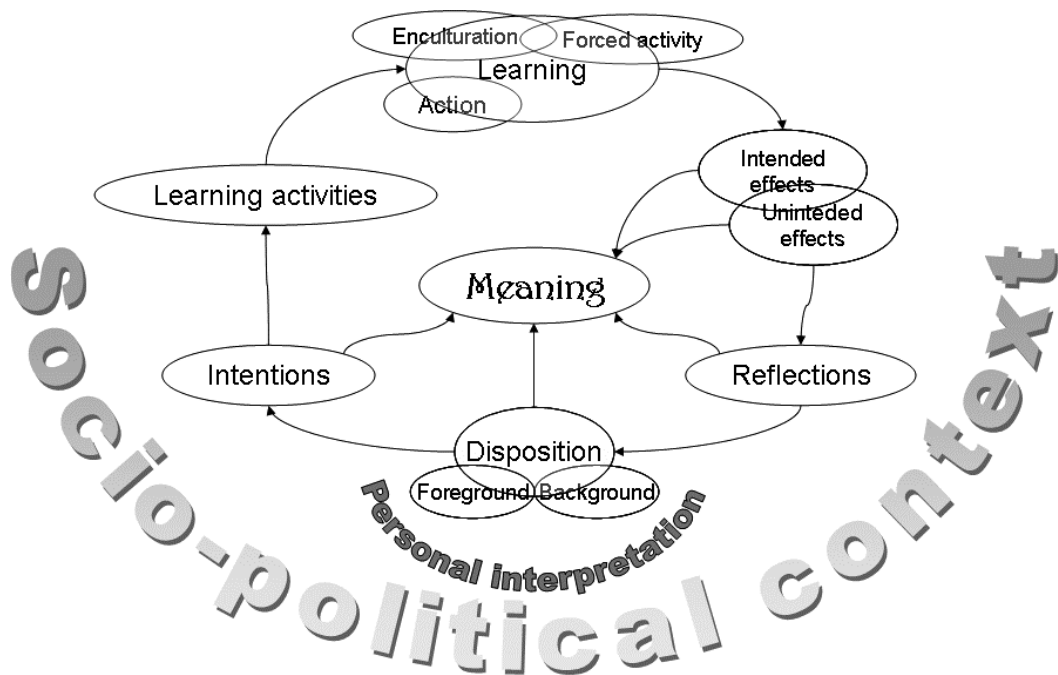 Enculturation
Forced activity
Learning
Action
Intended
effects
Learning activities
Uninteded
effects
Meaning
Intentions
Reflections
Disposition
Foreground
Background
Personal interpretation
Socio-political context